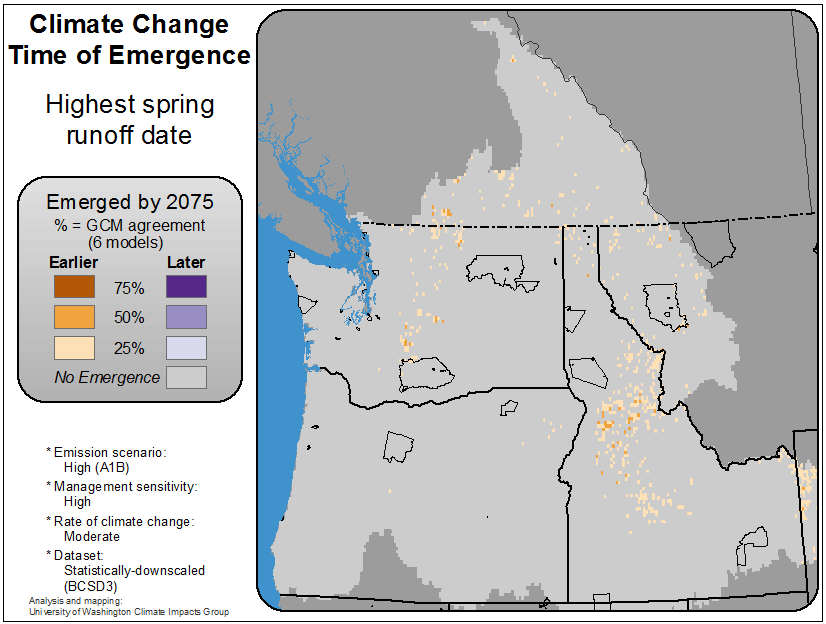 Climate Change
Time of Emergence
Highest spring
runoff date
Emerged by 2075
% = GCM agreement
(6 models)
Earlier Later
75%
50%
25%
No Emergence
* Emission scenario:
High (A1B)
* Management sensitivity:
High
* Rate of climate change:
Moderate
* Dataset:
Statistically-downscaled
(BCSD3)
Analysis and mapping:
University of Washington Climate Impacts Group